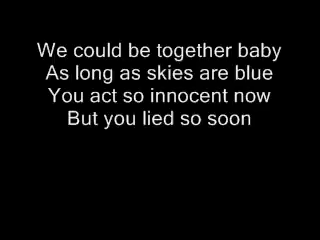 We could be together baby
As long as skies are blue
You act so innocent now
But you lied so soon